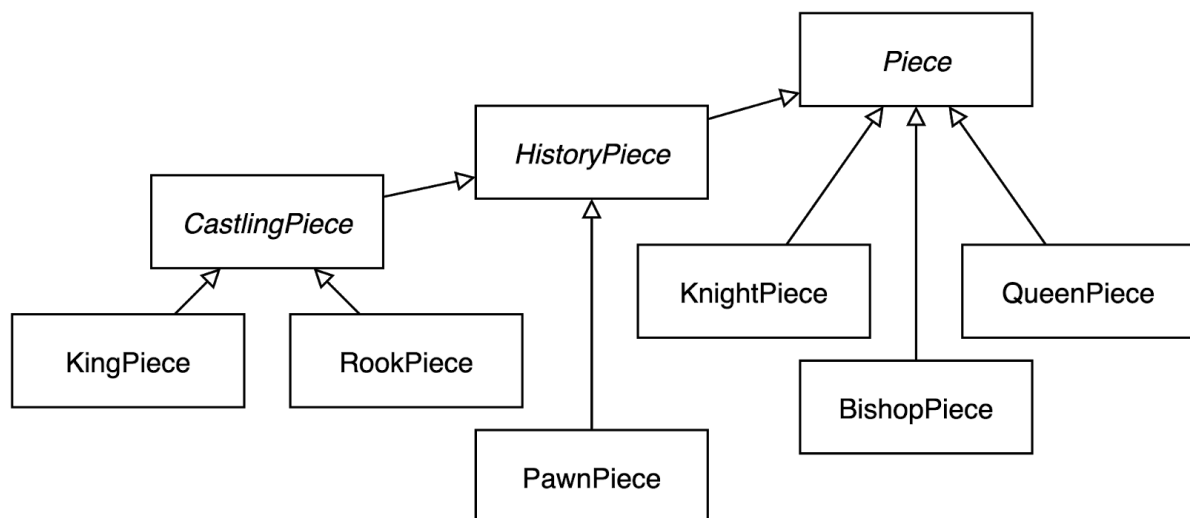 Piece
HistoryPiece
CastlingPiece
KnightPiece
QueenPiece
KingPiece
RookPiece
BishopPiece
PawnPiece